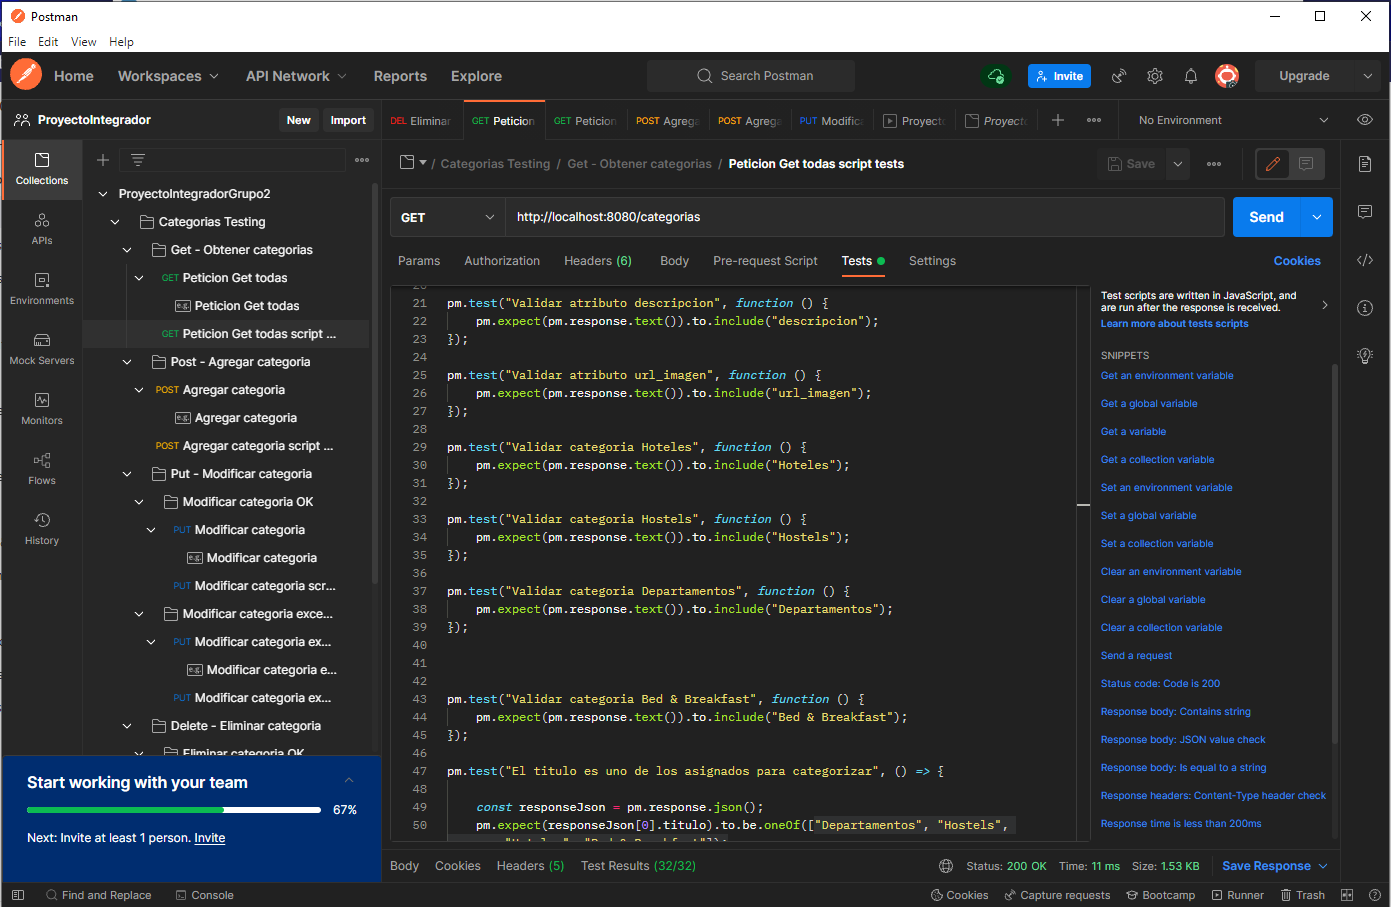 Postman
File Edit View Help
Home Workspaces API Network Reports Explore Search Postman Invite Upgrade
ProyectoIntegrador New Import
DEL Eliminar GET Peticion GET Peticion POST Agrega POST Agrega PUT Modifica Proyect Proyecto No Environment
Collections
APIs
Environments
Mock Servers
Monitors
Flows
History
ProyectoIntegradorGrupo2
Categorias Testing
Get - Obtener categorias
GET Peticion Get todas
e.g. Peticion Get todas
GET Peticion Get todas script ...
Post - Agregar categoria
POST Agregar categoria
e.g. Agregar categoria
POST Agregar categoria script ...
Put - Modificar categoria
Modificar categoria OK
PUT Modificar categoria
e.g. Modificar categoria
PUT Modificar categoria scr...
Modificar categoria exce...
PUT Modificar categoria ex...
e.g. Modificar categoria e...
PUT Modificar categoria ex...
Delete - Eliminar categoria
Eliminar categoria OK
Start working with your team
67%
Next: Invite at least 1 person. Invite
/ Categorias Testing / Get - Obtener categorias / Peticion Get todas script tests Save
GET http://localhost:8080/categorias Send
Params Authorization Headers (6) Body Pre-request Script Tests Settings Cookies
20
21 pm.test("Validar atributo descripcion", function () {
22 pm.expect(pm.response.text()).to.include("descripcion");
23 });
24
25 pm.test("Validar atributo url_imagen", function () {
26 pm.expect(pm.response.text()).to.include("url_imagen");
27 });
28
29 pm.test("Validar categoria Hoteles", function () {
30 pm.expect(pm.response.text()).to.include("Hoteles");
31 });
32
33 pm.test("Validar categoria Hostels", function () {
34 pm.expect(pm.response.text()).to.include("Hostels");
35 });
36
37 pm.test("Validar categoria Departamentos", function () {
38 pm.expect(pm.response.text()).to.include("Departamentos");
39 });
40
41
42
43 pm.test("Validar categoria Bed & Breakfast", function () {
44 pm.expect(pm.response.text()).to.include("Bed & Breakfast");
45 });
46
47 pm.test("El titulo es uno de los asignados para categorizar", () => {
48
49 const responseJson = pm.response.json();
50 pm.expect(responseJson[0].titulo).to.be.oneOf(["Departamentos", "Hostels",
Test scripts are written in JavaScript, and
are run after the response is received.
Learn more about tests scripts
SNIPPETS
Get an environment variable
Get a global variable
Get a variable
Get a collection variable
Set an environment variable
Set a global variable
Set a collection variable
Clear an environment variable
Clear a global variable
Clear a collection variable
Send a request
Status code: Code is 200
Response body: Contains string
Response body: JSON value check
Response body: Is equal to a string
Response headers: Content-Type header check
Response time is less than 200ms
Body Cookies Headers (5) Test Results (32/32) Status: 200 OK Time: 11 ms Size: 1.53 KB Save Response
Find and Replace Console Cookies Capture requests Bootcamp Runner Trash